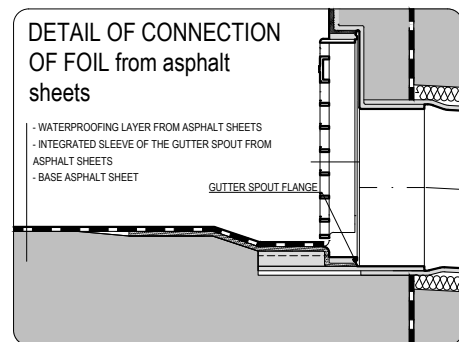 DETAIL OF CONNECTION
OF FOIL from asphalt
sheets
- WATERPROOFING LAYER FROM ASPHALT SHEETS
- INTEGRATED SLEEVE OF THE GUTTER SPOUT FROM
ASPHALT SHEETS
- BASE ASPHALT SHEET
GUTTER SPOUT FLANGE